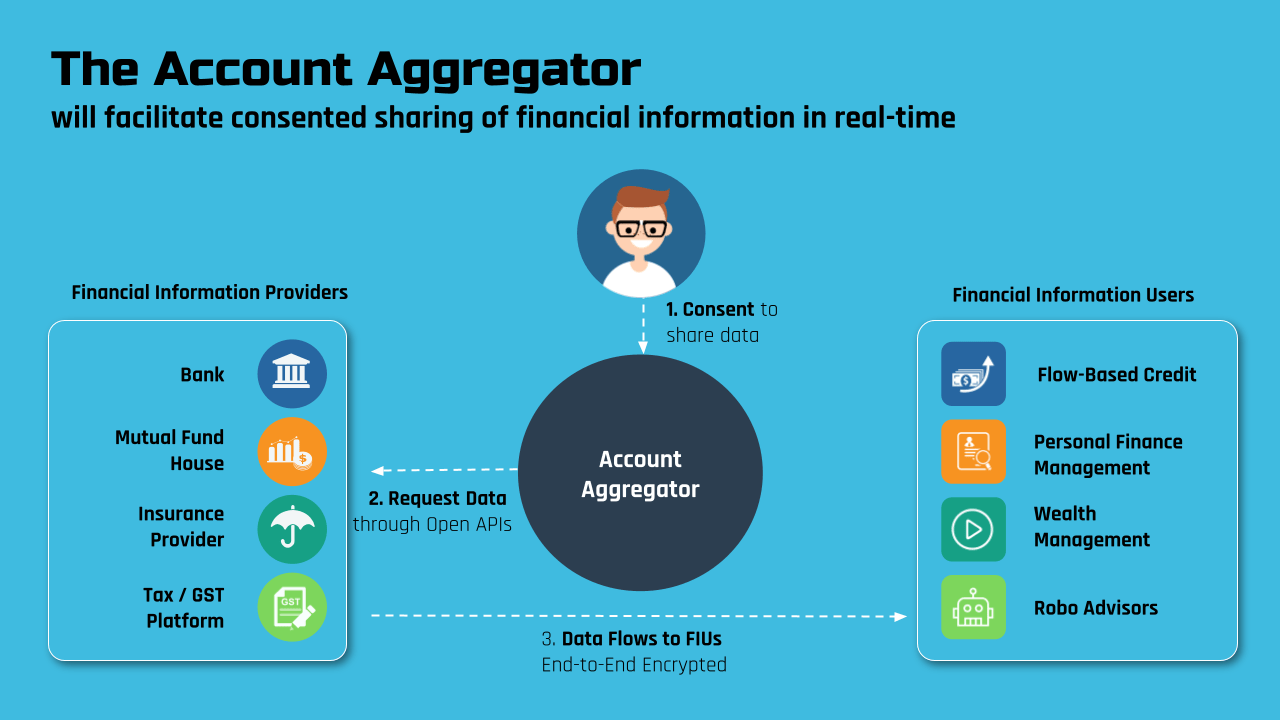 The Account Aggregator
will facilitate consented sharing of financial information in real-time
Financial Information Providers
Bank
Mutual Fund
House
Insurance
Provider
GST
Tax / GST
Platform
1. Consent to
share data
Account
Aggregator
2. Request Data
through Open APIs
3. Data Flows to FIUs
End-to-End Encrypted
Financial Information Users
Flow-Based Credit
Personal Finance
Management
Wealth
Management
Robo Advisors